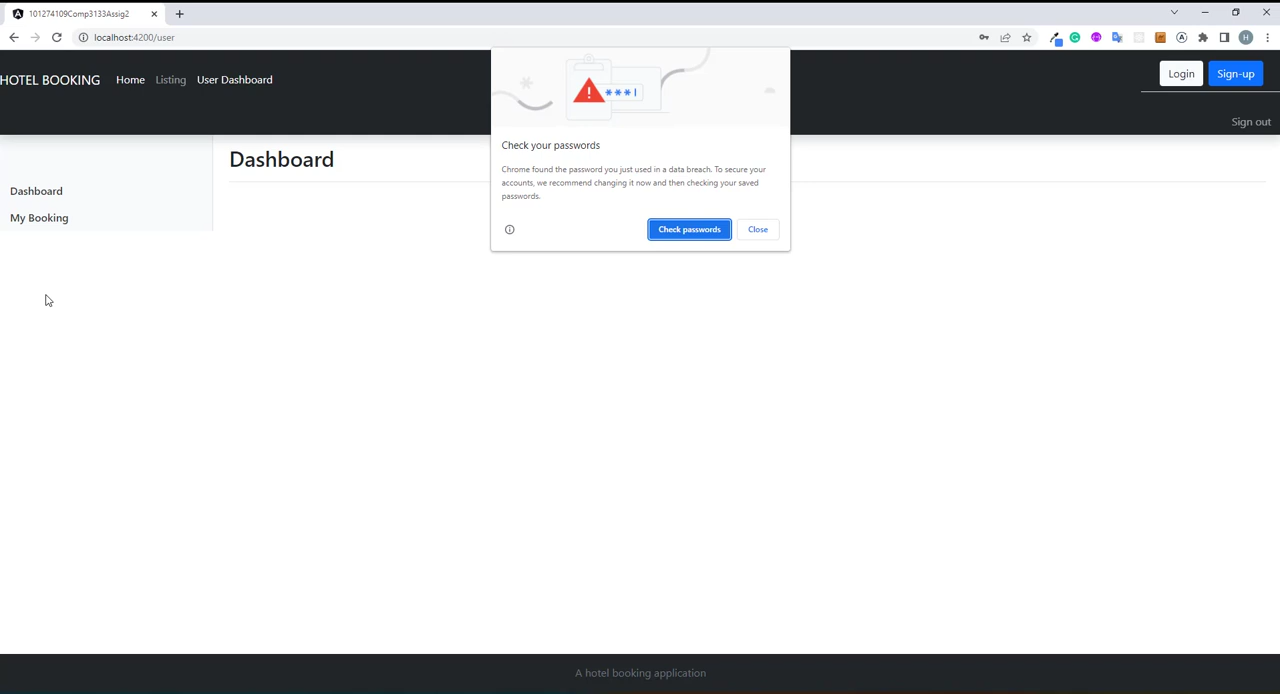 101274109Comp3133Assig2
localhost:4200/user
HOTEL BOOKING Home Listing User Dashboard Login Sign-up
Sign out
Dashboard
My Booking
Dashboard
Check your passwords
Chrome found the password you just used in a data breach. To secure your
accounts, we recommend changing it now and then checking your saved
passwords.
Check passwords Close
A hotel booking application